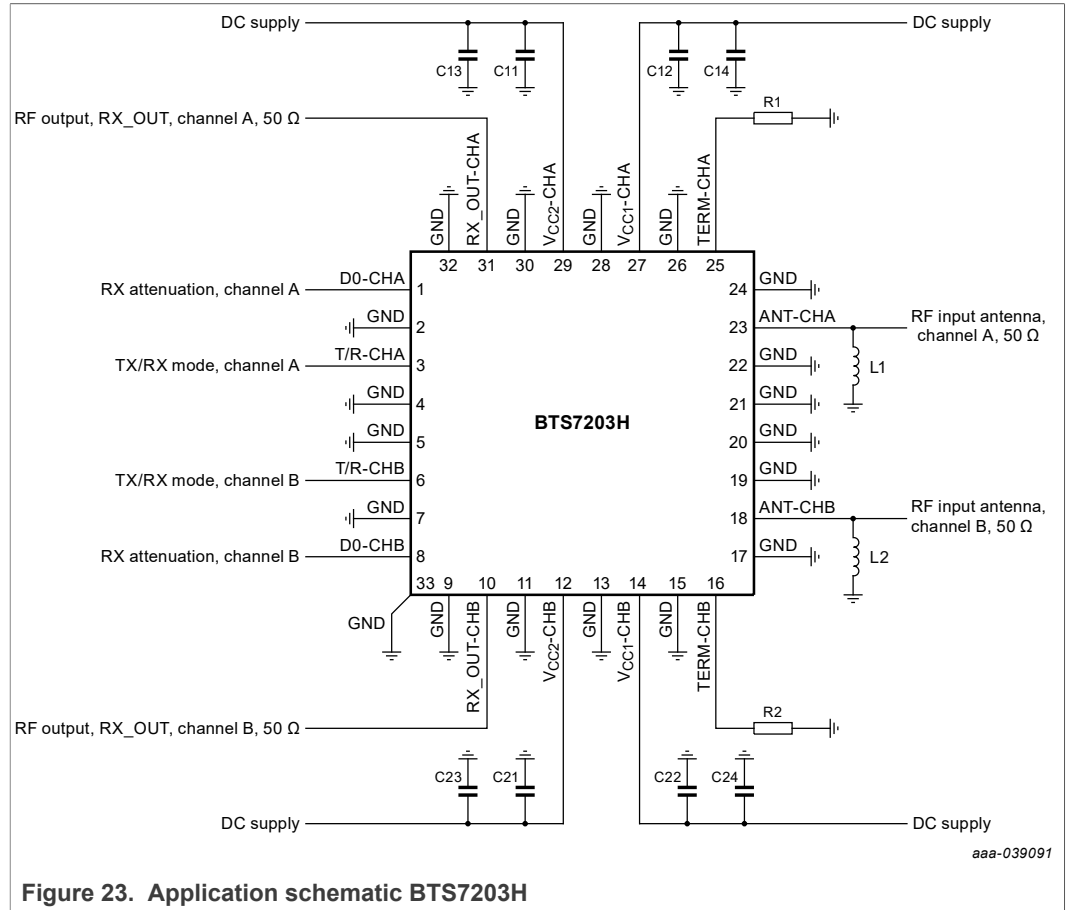 DC supply
DC supply
C13
C11
C12
C14
R1
RF output, RX_OUT, channel A, 50 Ω
GND
RX_OUT-CHA
GND
VCC2-CHA
GND
VCC1-CHA
GND
TERM-CHA
32
31
30
29
28
27
26
25
RX attenuation, channel A
D0-CHA
1
24
GND
GND
2
23
ANT-CHA
RF input antenna,
channel A, 50 Ω
TX/RX mode, channel A
T/R-CHA
3
22
GND
L1
GND
4
21
GND
BTS7203H
GND
5
20
GND
TX/RX mode, channel B
T/R-CHB
6
19
GND
GND
7
18
ANT-CHB
RF input antenna,
channel B, 50 Ω
RX attenuation, channel B
D0-CHB
8
17
GND
L2
33
9
10
11
12
13
14
15
16
GND
GND
RX_OUT-CHB
GND
VCC2-CHB
GND
VCC1-CHB
GND
TERM-CHB
RF output, RX_OUT, channel B, 50 Ω
R2
C23
C21
C22
C24
DC supply
DC supply
aaa-039091
Figure 23. Application schematic BTS7203H